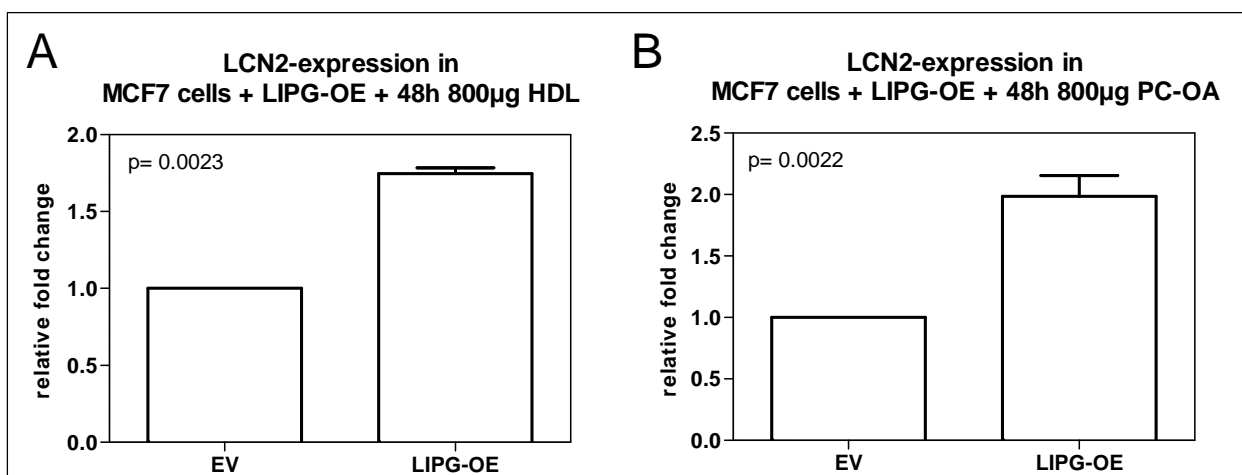 A
LCN2-expression in
MCF7 cells + LIPG-OE + 48h 800µg HDL
p= 0.0023
relative fold change
2.0
1.5
1.0
0.5
0.0
EV
LIPG-OE
B
LCN2-expression in
MCF7 cells + LIPG-OE + 48h 800µg PC-OA
p= 0.0022
relative fold change
2.5
2.0
1.5
1.0
0.5
0.0
EV
LIPG-OE